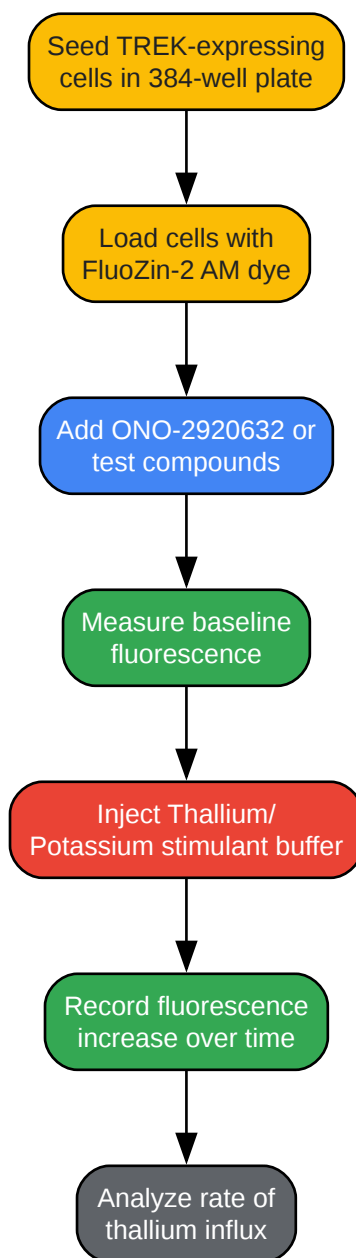 Seed TREK-expressing
cells in 384-well plate
Load cells with
FluoZin-2 AM dye
Add ONO-2920632 or
test compounds
Measure baseline
fluorescence
Inject Thallium/
Potassium stimulant buffer
Record fluorescence
increase over time
Analyze rate of
thallium influx